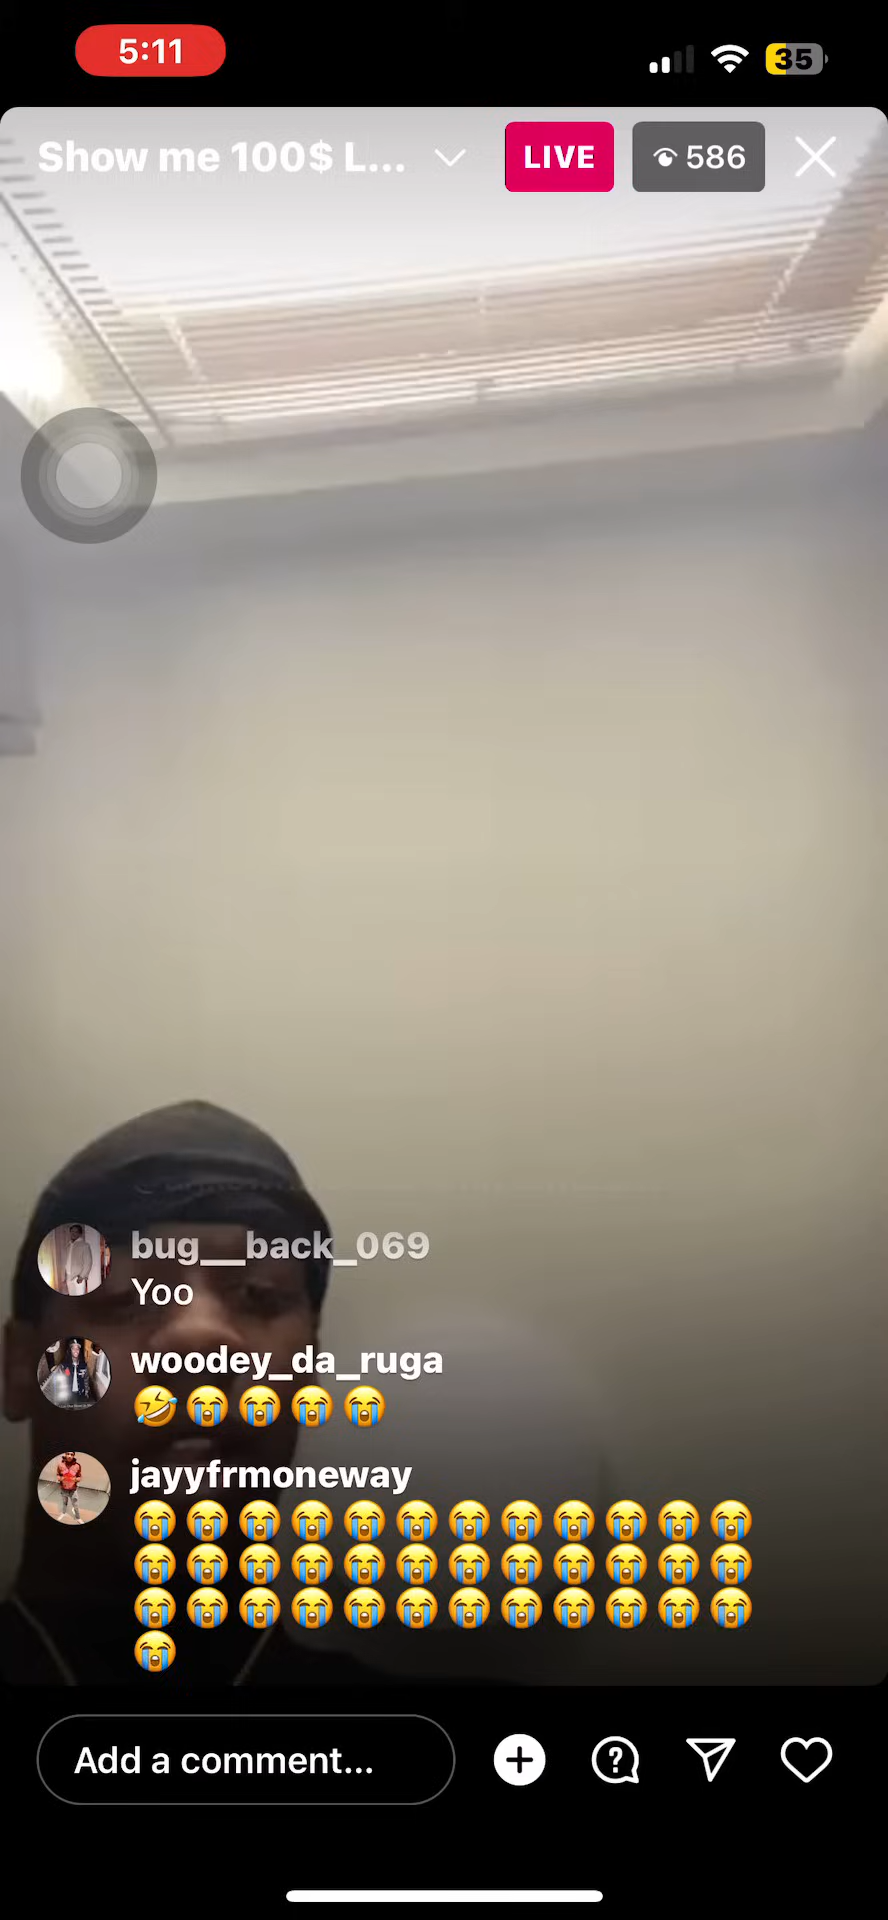 5:11
35
Show me 100$ L...
LIVE
586
bug__back_069
Yoo
woodey_da_ruga
🤣😭😭😭😭
jayyfrmoneway
😭😭😭😭😭😭😭😭😭😭😭😭
😭😭😭😭😭😭😭😭😭😭😭😭
😭😭😭😭😭😭😭😭😭😭😭😭
😭
Add a comment...